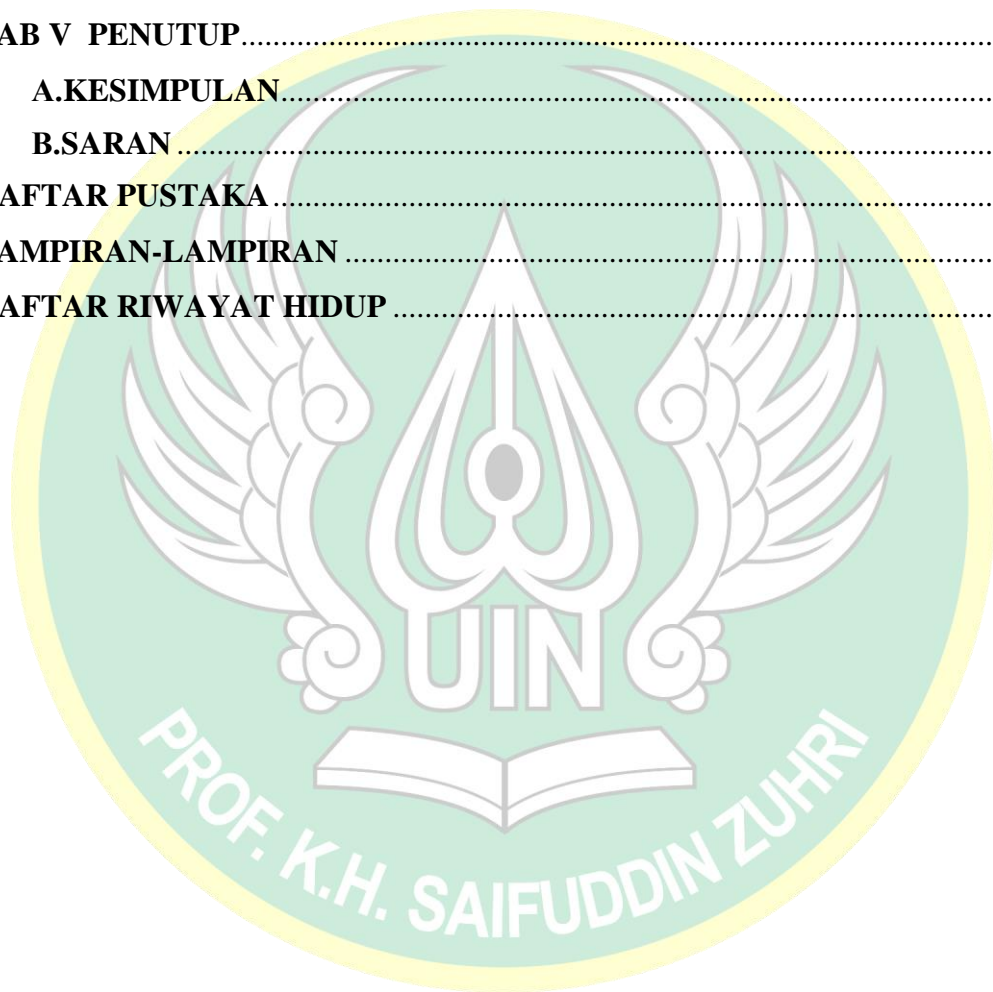 AB V PENUTUP........................................................................................
A.KESIMPULAN....................................................................................
B.SARAN................................................................................................
AFTAR PUSTAKA....................................................................................
AMPIRAN-LAMPIRAN...........................................................................
AFTAR RIWAYAT HIDUP......................................................................
UIN
PROF. K.H. SAIFUDDIN ZUHRI